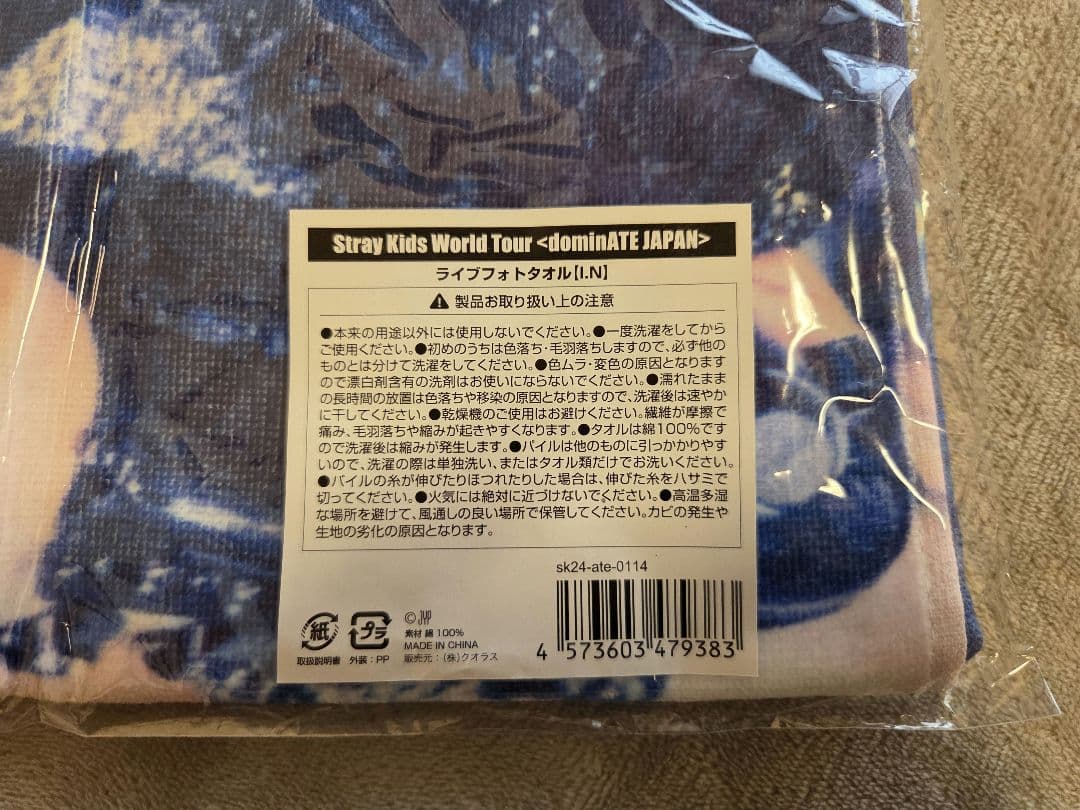 Stray Kids World Tour <dominATE JAPAN>
ライブフォトタオル【I.N】
⚠ 製品お取り扱い上の注意
●本来の用途以外には使用しないでください。●一度洗濯をしてから
ご使用ください。●初めのうちは色落ち・毛羽落ちしますので、必ず他の
ものとは分けて洗濯をしてください。●色ムラ・変色の原因となります
ので漂白剤含有の洗剤はお使いにならないでください。●濡れたまま
の長時間の放置は色落ちや移染の原因となりますので、洗濯後は速やか
に干してください。●乾燥機のご使用はお避けください。繊維が摩擦で
痛み、毛羽落ちや縮みが起きやすくなります。●タオルは綿100%です
ので洗濯後は縮みが発生します。●パイルは他のものに引っかかりやす
いので、洗濯の際は単独洗い、またはタオル類だけでお洗いください。
●パイルの糸が伸びたりほつれたりした場合は、伸びた糸をハサミで
切ってください。●火気には絶対に近づけないでください。●高温多湿
な場所を避けて、風通しの良い場所で保管してください。カビの発生や
生地の劣化の原因となります。
sk24-ate-0114
紙
取扱説明書
プラ
外装：PP
©JYP
素材 綿 100%
MADE IN CHINA
販売元：(株)クオラス
4 573603 479383